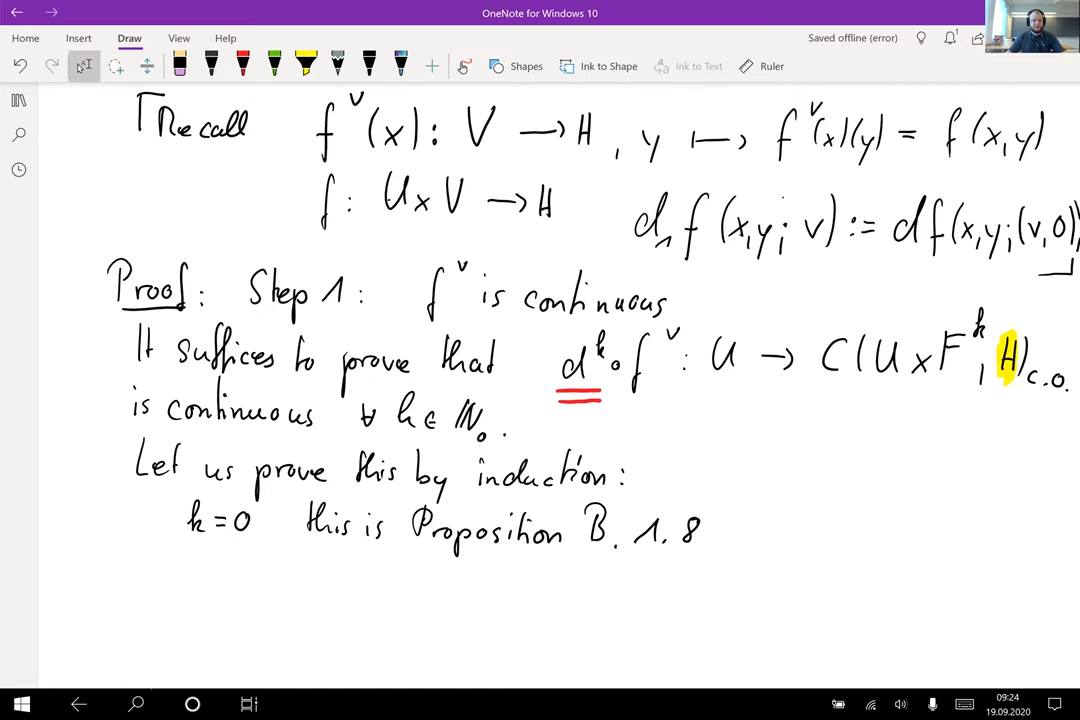 OneNote for Windows 10
Home Insert Draw View Help Saved offline (error)
Shapes Ink to Shape Ink to Text Ruler
Recall f^∨(x): V → H, y ↦ f^∨(x)(y) = f(x,y)
f: U × V → H d₁f(x,y; v) := df(x,y;(v,0))
Proof: Step 1: f^∨ is continuous
It suffices to prove that d^k ∘ f^∨: U → C(U × F^k, H)_c.o.
is continuous ∀ k ∈ ℕ₀.
Let us prove this by induction:
k=0 this is Proposition B.1.8
09:24
19.09.2020